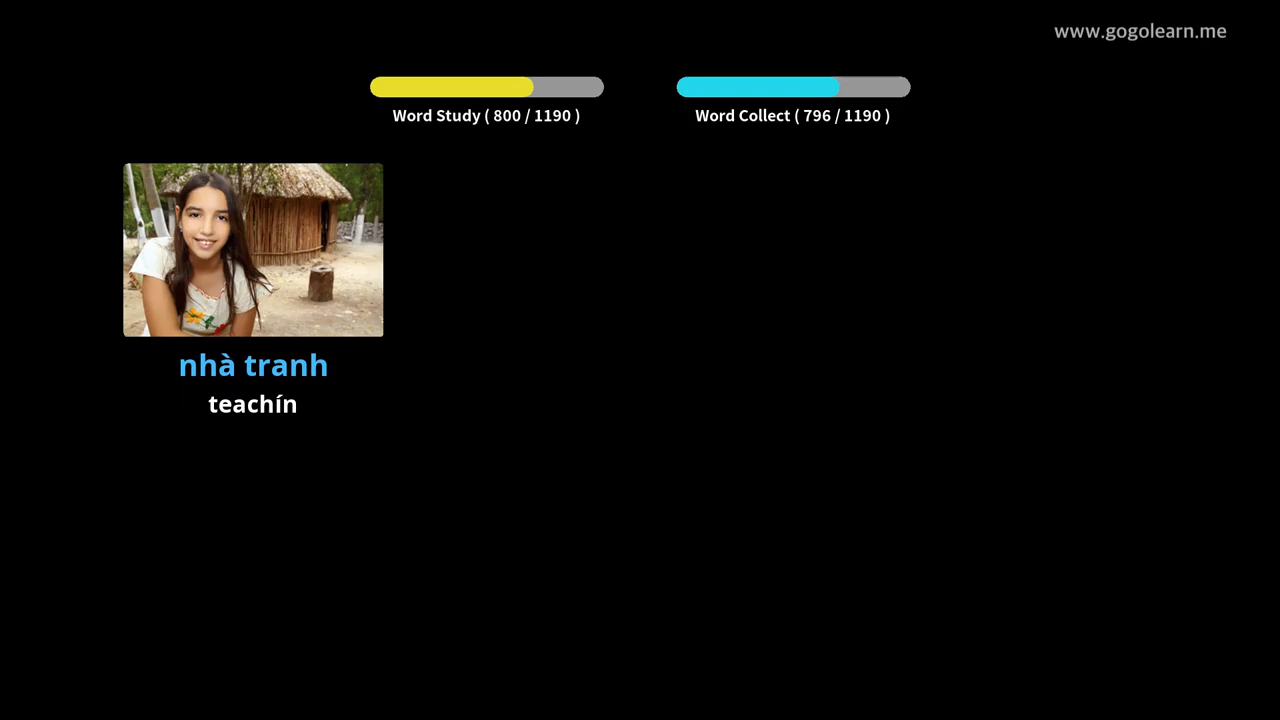 www.gogolearn.me
Word Study ( 800 / 1190 )
Word Collect ( 796 / 1190 )
nhà tranh
teachín